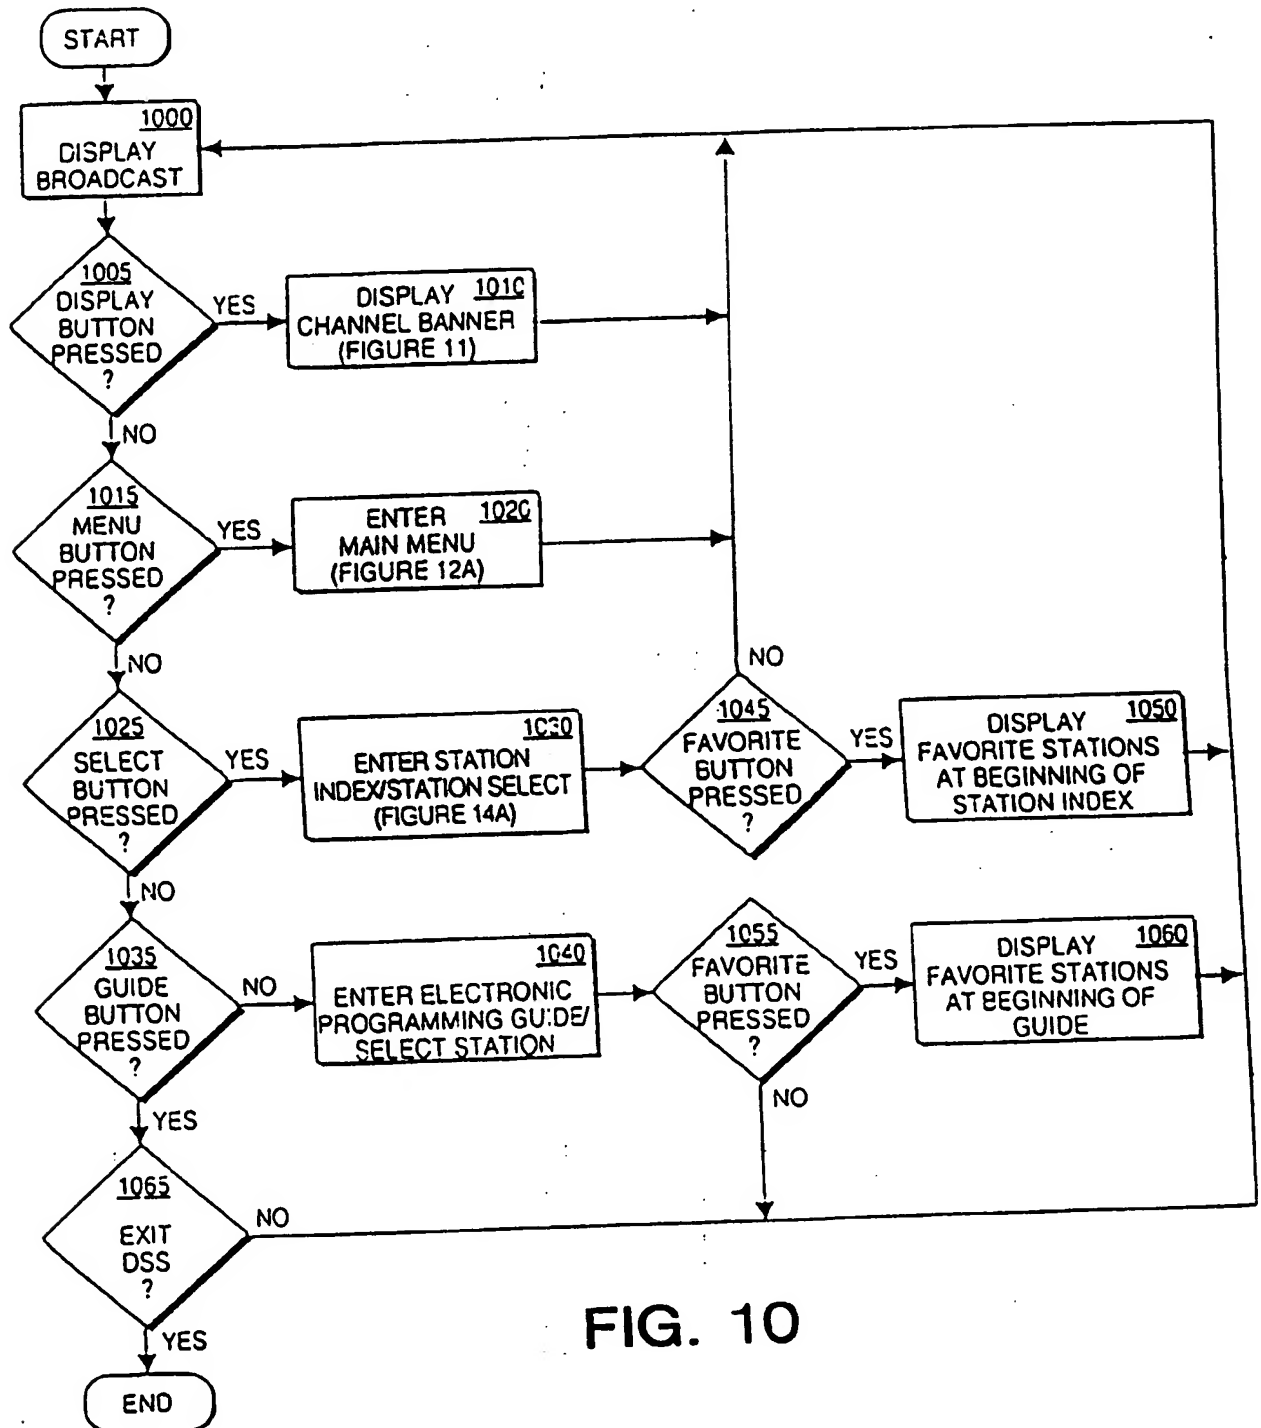 START
1000
DISPLAY
BROADCAST
1005
DISPLAY
BUTTON
PRESSED
?
YES
DISPLAY 1010
CHANNEL BANNER
(FIGURE 11)
NO
1015
MENU
BUTTON
PRESSED
?
YES
ENTER 1020
MAIN MENU
(FIGURE 12A)
NO
1025
SELECT
BUTTON
PRESSED
?
YES
1030
ENTER STATION
INDEX/STATION SELECT
(FIGURE 14A)
NO
1045
FAVORITE
BUTTON
PRESSED
?
YES
DISPLAY 1050
FAVORITE STATIONS
AT BEGINNING OF
STATION INDEX
NO
1035
GUIDE
BUTTON
PRESSED
?
NO
1040
ENTER ELECTRONIC
PROGRAMMING GUIDE/
SELECT STATION
1055
FAVORITE
BUTTON
PRESSED
?
YES
DISPLAY 1060
FAVORITE STATIONS
AT BEGINNING OF
GUIDE
NO
YES
1065
EXIT
DSS
?
NO
YES
END
FIG. 10